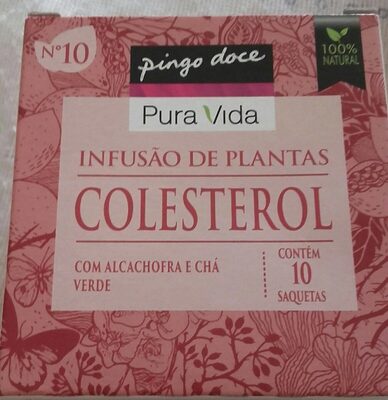 Nº10
pingo doce
100%
NATURAL
Pura Vida
INFUSÃO DE PLANTAS
COLESTEROL
COM ALCACHOFRA E CHÁ
VERDE
CONTÉM
10
SAQUETAS